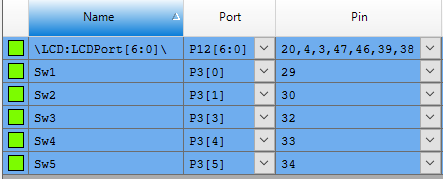 Name Port Pin
\LCD:LCDPort[6:0]\ P12[6:0] 20,4,3,47,46,39,38
Sw1 P3[0] 29
Sw2 P3[1] 30
Sw3 P3[3] 32
Sw4 P3[4] 33
Sw5 P3[5] 34